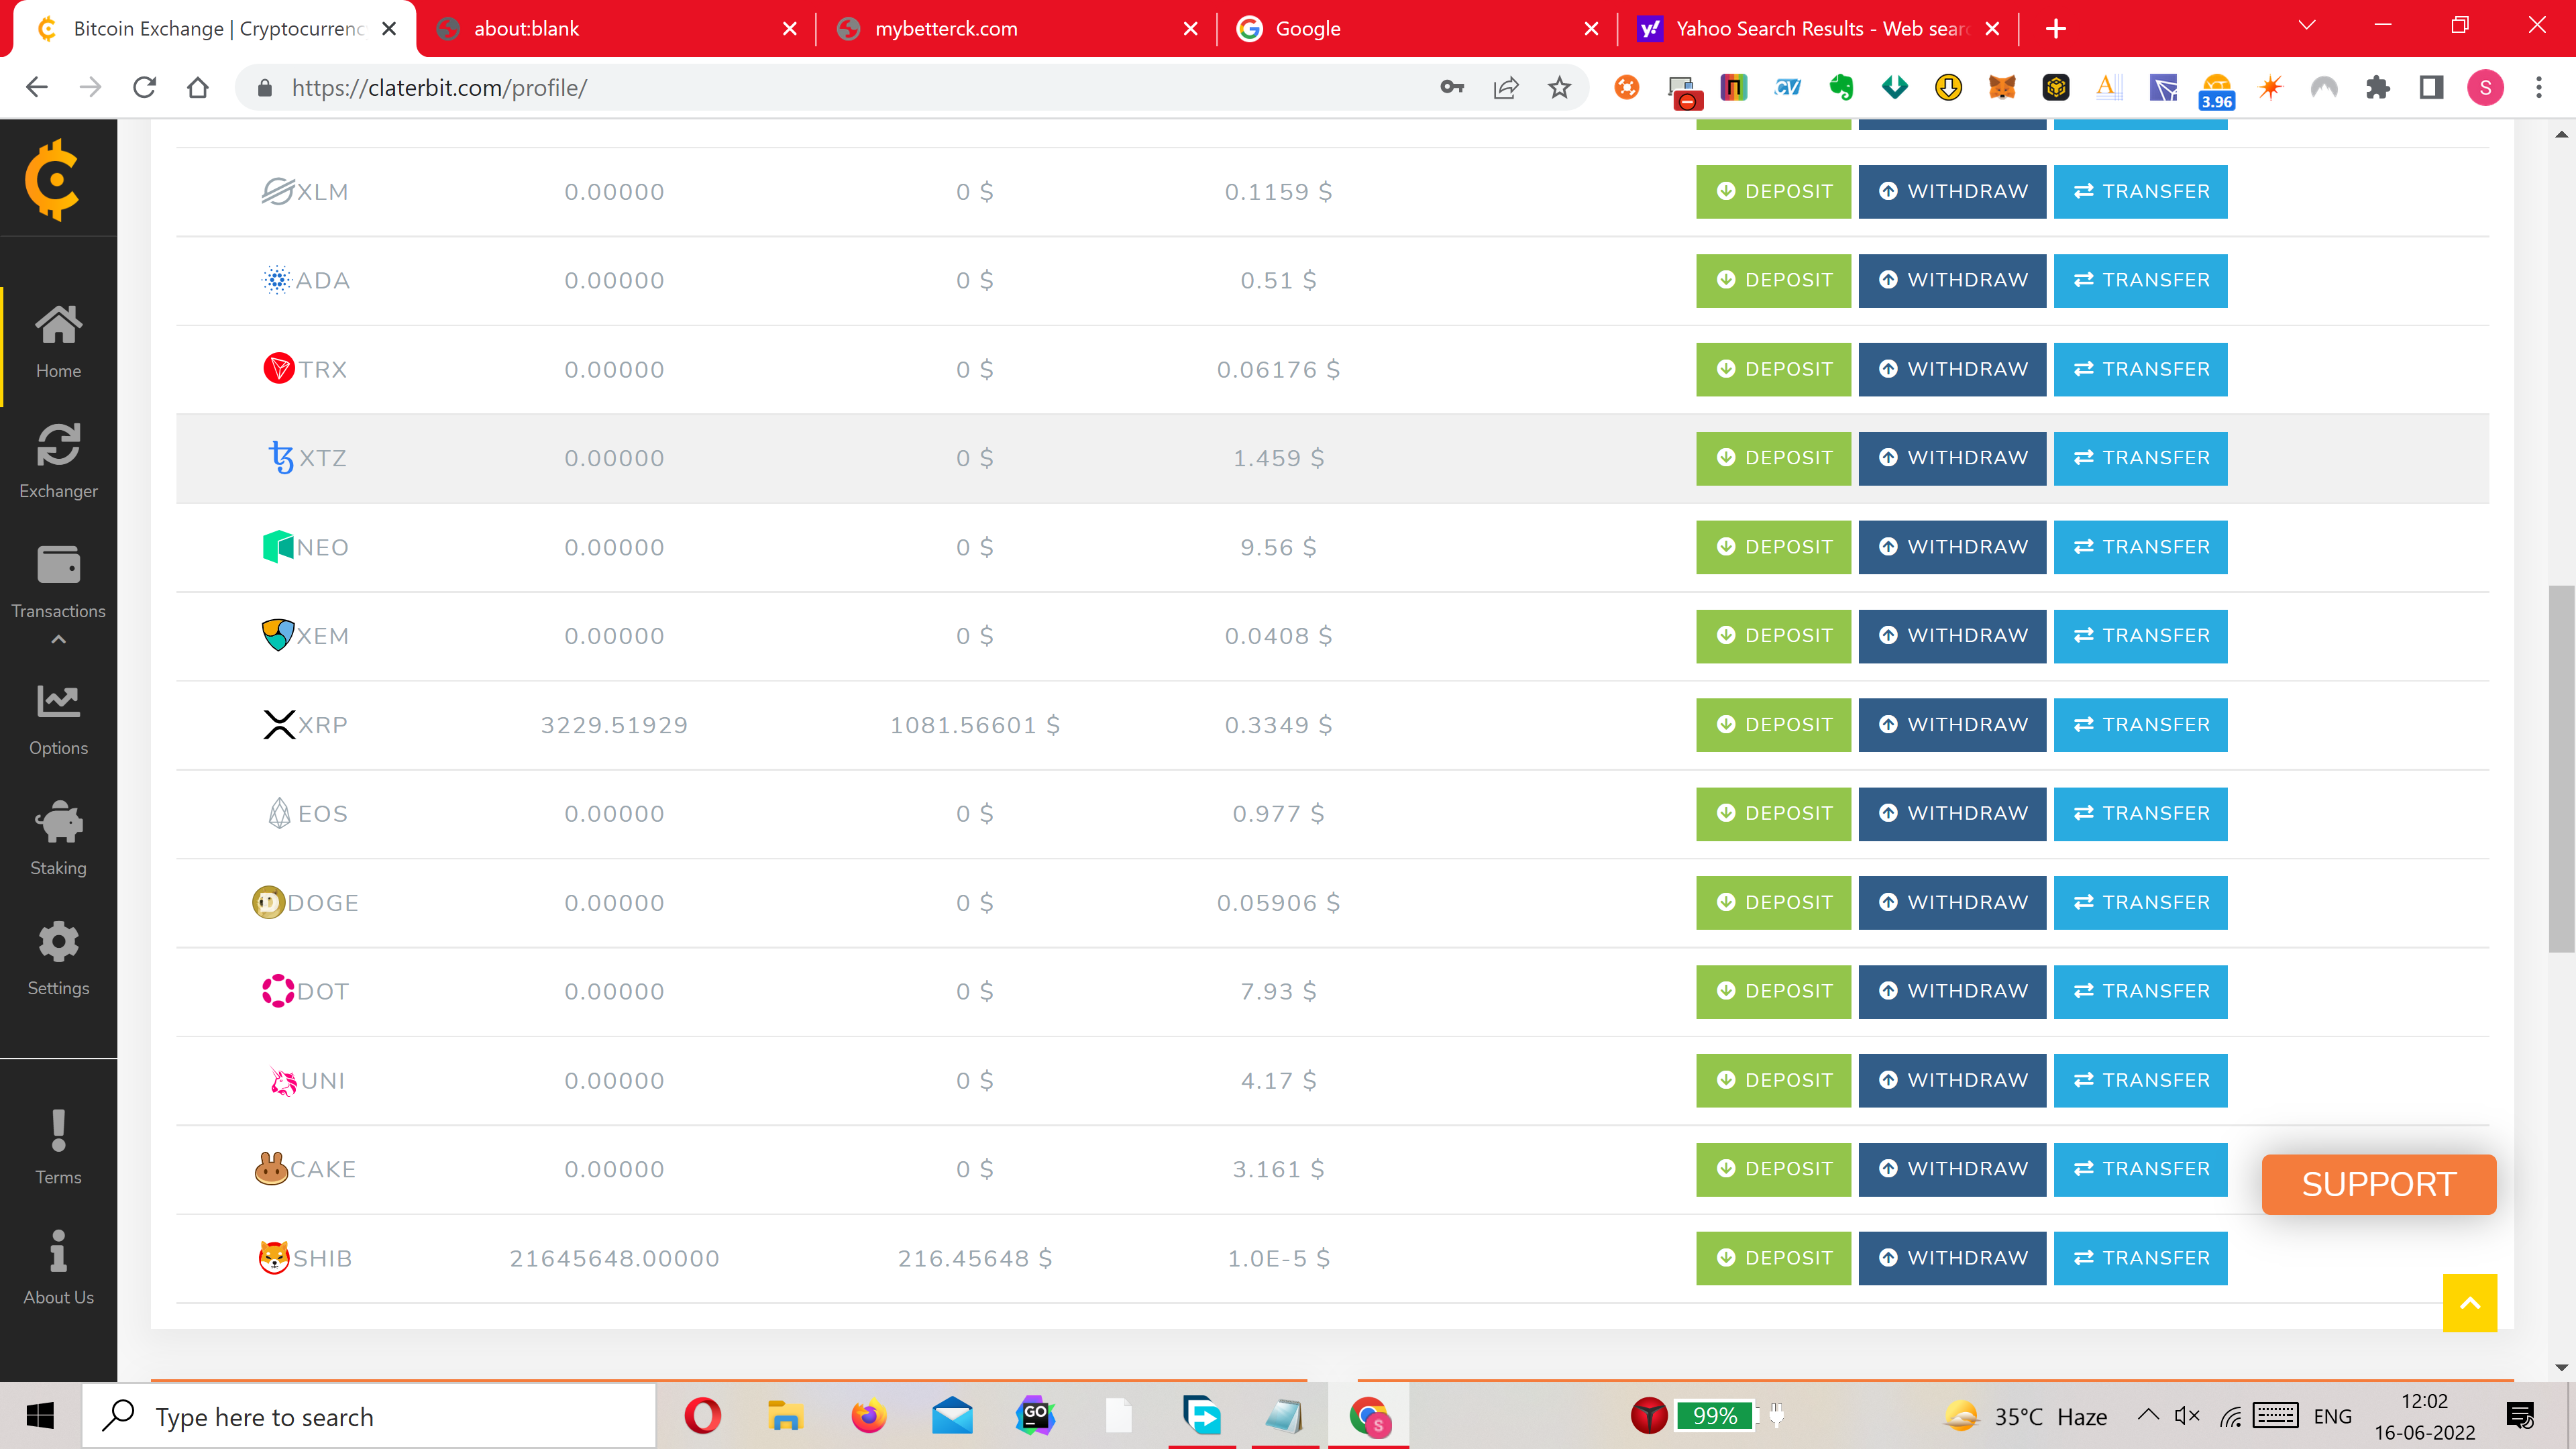 Bitcoin Exchange | Cryptocurrenc
about:blank
mybetterck.com
Google
Yahoo Search Results - Web sear
https://claterbit.com/profile/
3.96
S
XLM 0.00000 0 $ 0.1159 $ DEPOSIT WITHDRAW TRANSFER
ADA 0.00000 0 $ 0.51 $ DEPOSIT WITHDRAW TRANSFER
TRX 0.00000 0 $ 0.06176 $ DEPOSIT WITHDRAW TRANSFER
XTZ 0.00000 0 $ 1.459 $ DEPOSIT WITHDRAW TRANSFER
NEO 0.00000 0 $ 9.56 $ DEPOSIT WITHDRAW TRANSFER
XEM 0.00000 0 $ 0.0408 $ DEPOSIT WITHDRAW TRANSFER
XRP 3229.51929 1081.56601 $ 0.3349 $ DEPOSIT WITHDRAW TRANSFER
EOS 0.00000 0 $ 0.977 $ DEPOSIT WITHDRAW TRANSFER
DOGE 0.00000 0 $ 0.05906 $ DEPOSIT WITHDRAW TRANSFER
DOT 0.00000 0 $ 7.93 $ DEPOSIT WITHDRAW TRANSFER
UNI 0.00000 0 $ 4.17 $ DEPOSIT WITHDRAW TRANSFER
CAKE 0.00000 0 $ 3.161 $ DEPOSIT WITHDRAW TRANSFER
SHIB 21645648.00000 216.45648 $ 1.0E-5 $ DEPOSIT WITHDRAW TRANSFER
Home
Exchanger
Transactions
Options
Staking
Settings
Terms
About Us
SUPPORT
Type here to search
GO
S
99%
35°C Haze
ENG
12:02
16-06-2022